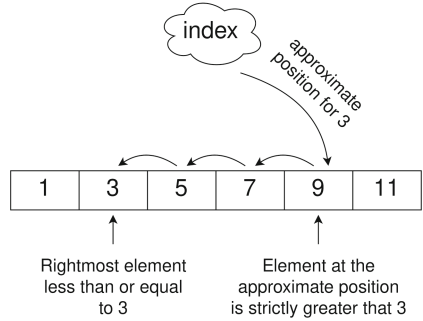 index
approximate
position for 3
1 3 5 7 9 11
Rightmost element
less than or equal
to 3
Element at the
approximate position
is strictly greater that 3